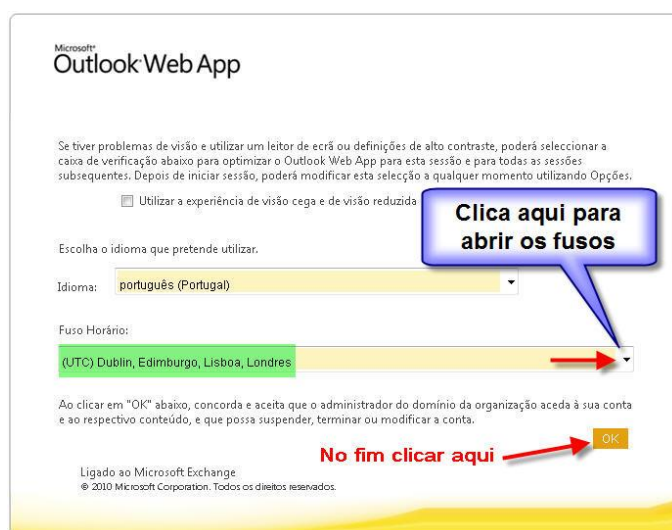 Microsoft®
Outlook Web App
Se tiver problemas de visão e utilizar um leitor de ecrã ou definições de alto contraste, poderá seleccionar a
caixa de verificação abaixo para optimizar o Outlook Web App para esta sessão e para todas as sessões
subsequentes. Depois de iniciar sessão, poderá modificar esta selecção a qualquer momento utilizando Opções.
Utilizar a experiência de visão cega e de visão reduzida
Clica aqui para
abrir os fusos
Escolha o idioma que pretende utilizar.
Idioma: português (Portugal)
Fuso Horário:
(UTC) Dublin, Edimburgo, Lisboa, Londres
Ao clicar em "OK" abaixo, concorda e aceita que o administrador do domínio da organização aceda à sua conta
e ao respectivo conteúdo, e que possa suspender, terminar ou modificar a conta.
OK
No fim clicar aqui
Ligado ao Microsoft Exchange
© 2010 Microsoft Corporation. Todos os direitos reservados.